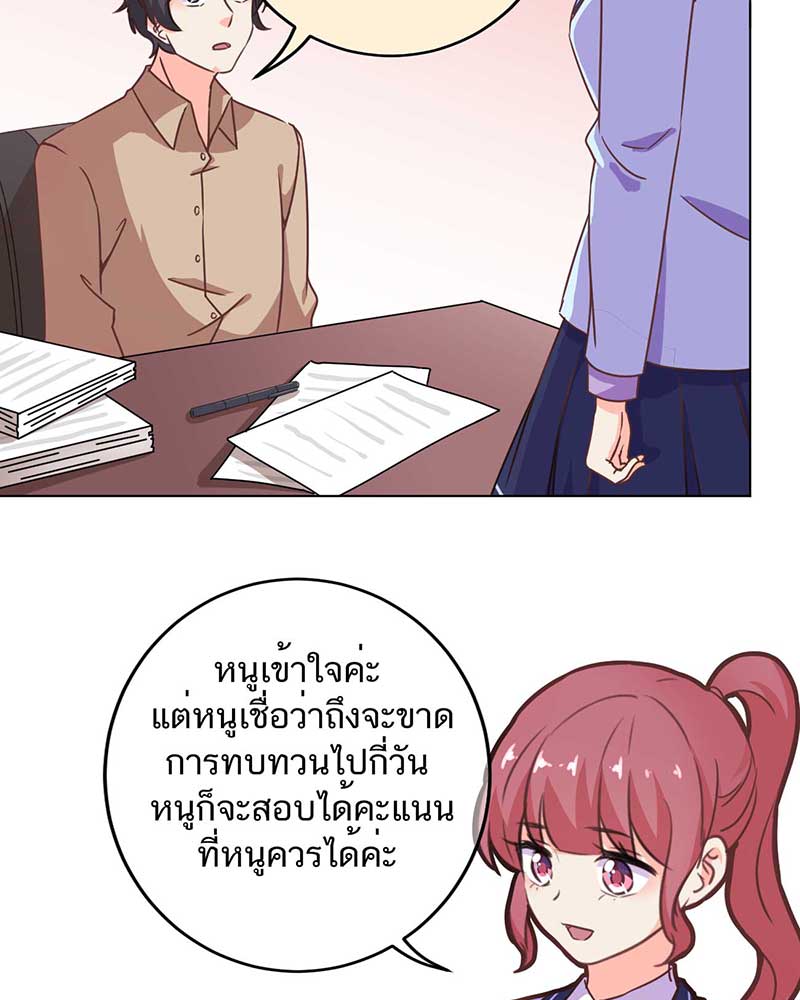 หนูเข้าใจค่ะ
แต่หนูเชื่อว่าถึงจะขาด
การทบทวนไปกี่วัน
หนูก็จะสอบได้คะแนน
ที่หนูควรได้ค่ะ